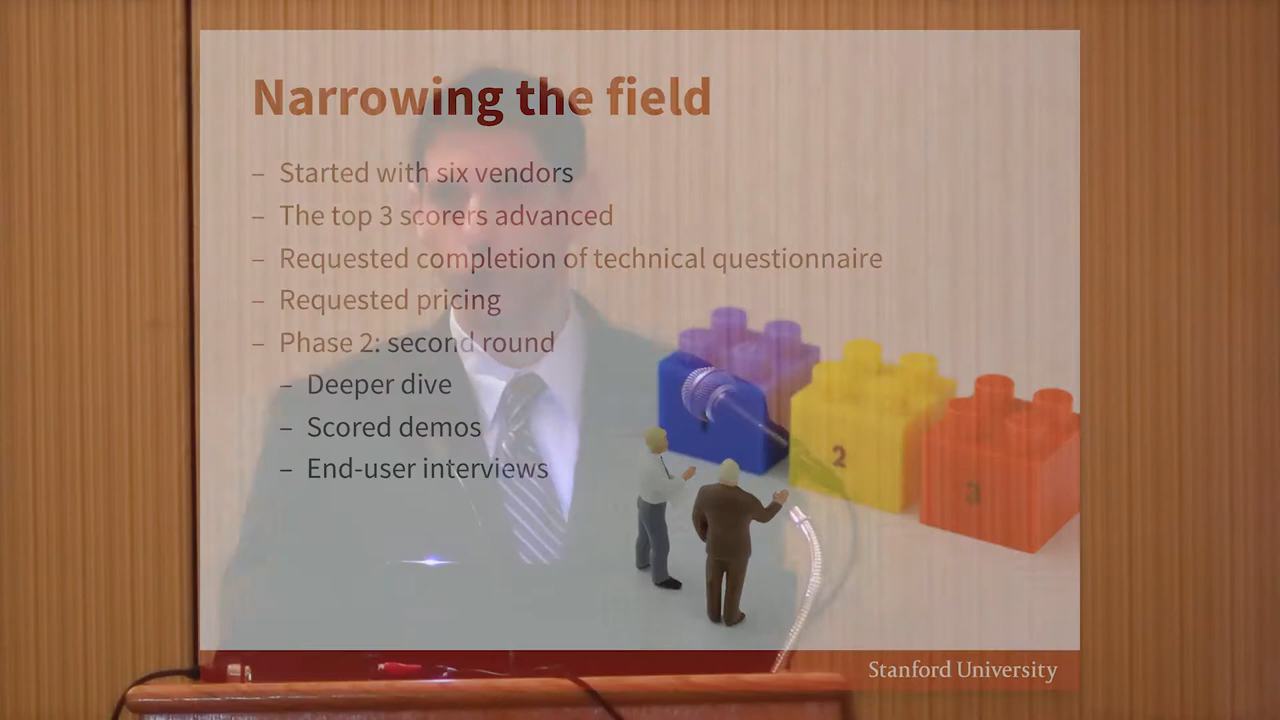 Narrowing the field
– Started with six vendors
– The top 3 scorers advanced
– Requested completion of technical questionnaire
– Requested pricing
– Phase 2: second round
– Deeper dive
– Scored demos
– End-user interviews
2
3
Stanford University